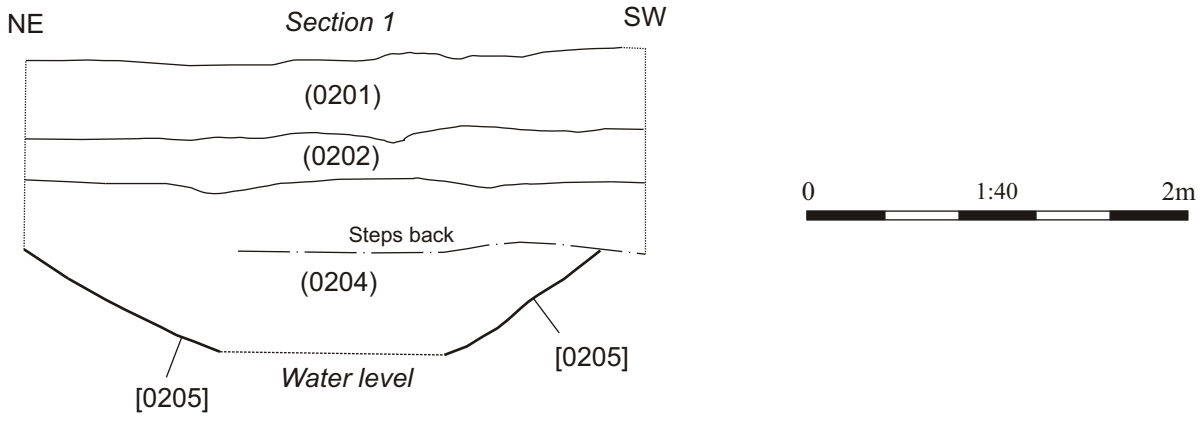 NE
Section 1
SW
(0201)
(0202)
Steps back
(0204)
[0205]
[0205]
Water level
0 1:40 2m